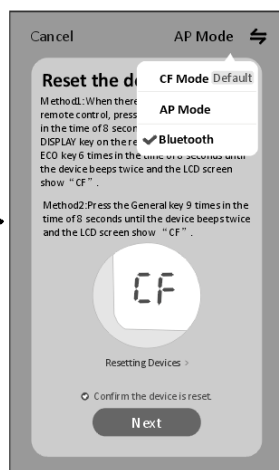 Cancel AP Mode
Reset the d
CF Mode Default
AP Mode
Bluetooth
Method1:When there
remote control, press
in the time of 8 secon
DISPLAY key on the re
ECO key 6 times in the time of 8 seconds until
the device beeps twice and the LCD screen
show “CF”.
Method2:Press the General key 9 times in the
time of 8 seconds until the device beeps twice
and the LCD screen show “CF”.
CF
Resetting Devices >
Confirm the device is reset.
Next